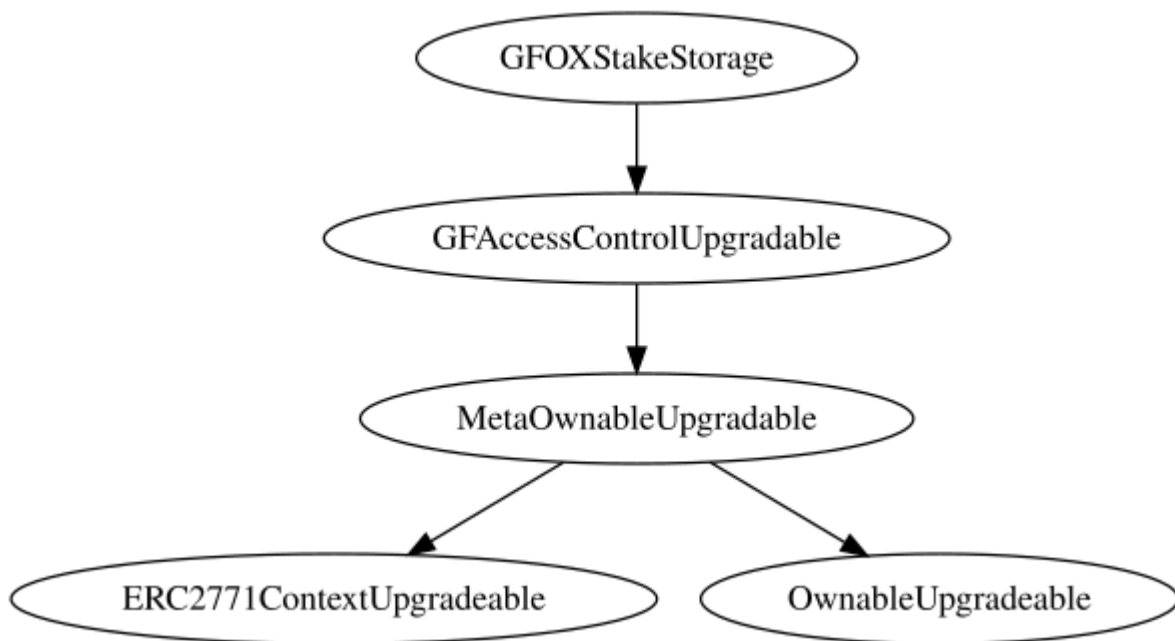 GFOXStakeStorage
GFAccessControlUpgradable
MetaOwnableUpgradable
ERC2771ContextUpgradeable
OwnableUpgradeable